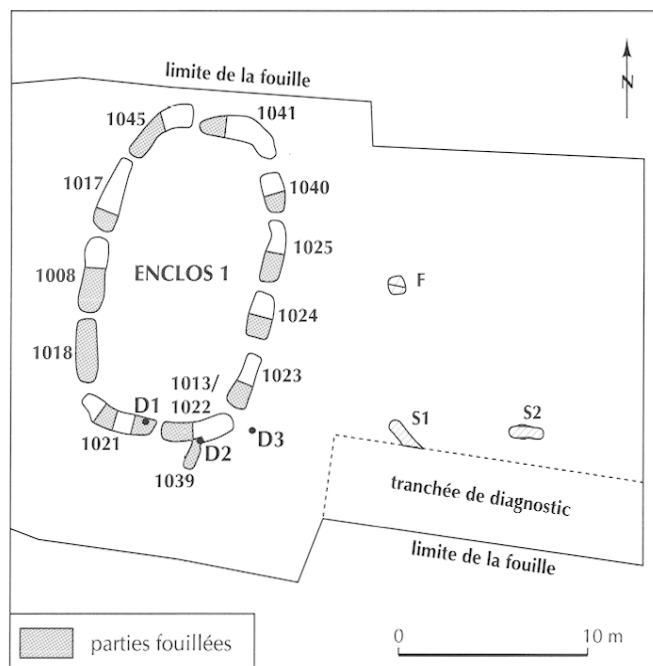 limite de la fouille
N
1045
1041
1017
1040
1025
1008
ENCLOS 1
F
1024
1018
1013/
1022
1023
D1
D3
S1
S2
1021
D2
1039
tranchée de diagnostic
limite de la fouille
parties fouillées
0
10 m